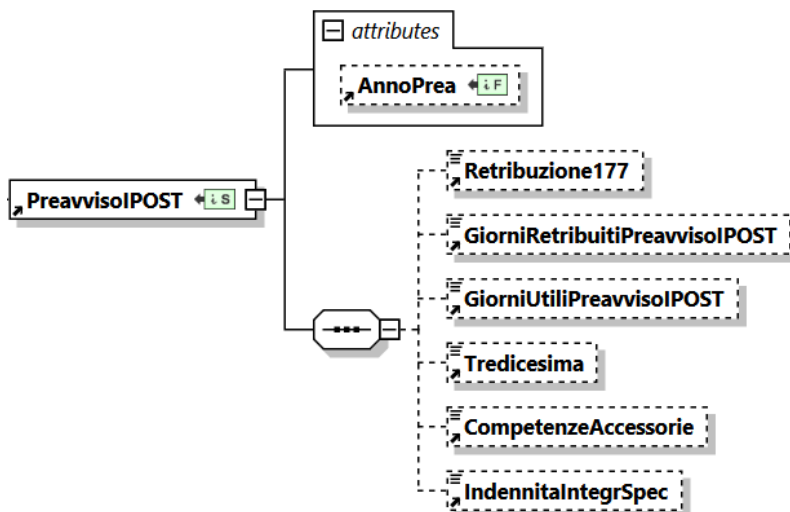 attributes
AnnoPrea i F
PreavvisoIPOST i S
Retribuzione177
GiorniRetribuitiPreavvisoIPOST
GiorniUtiliPreavvisoIPOST
Tredicesima
CompetenzeAccessorie
IndennitaIntegrSpec